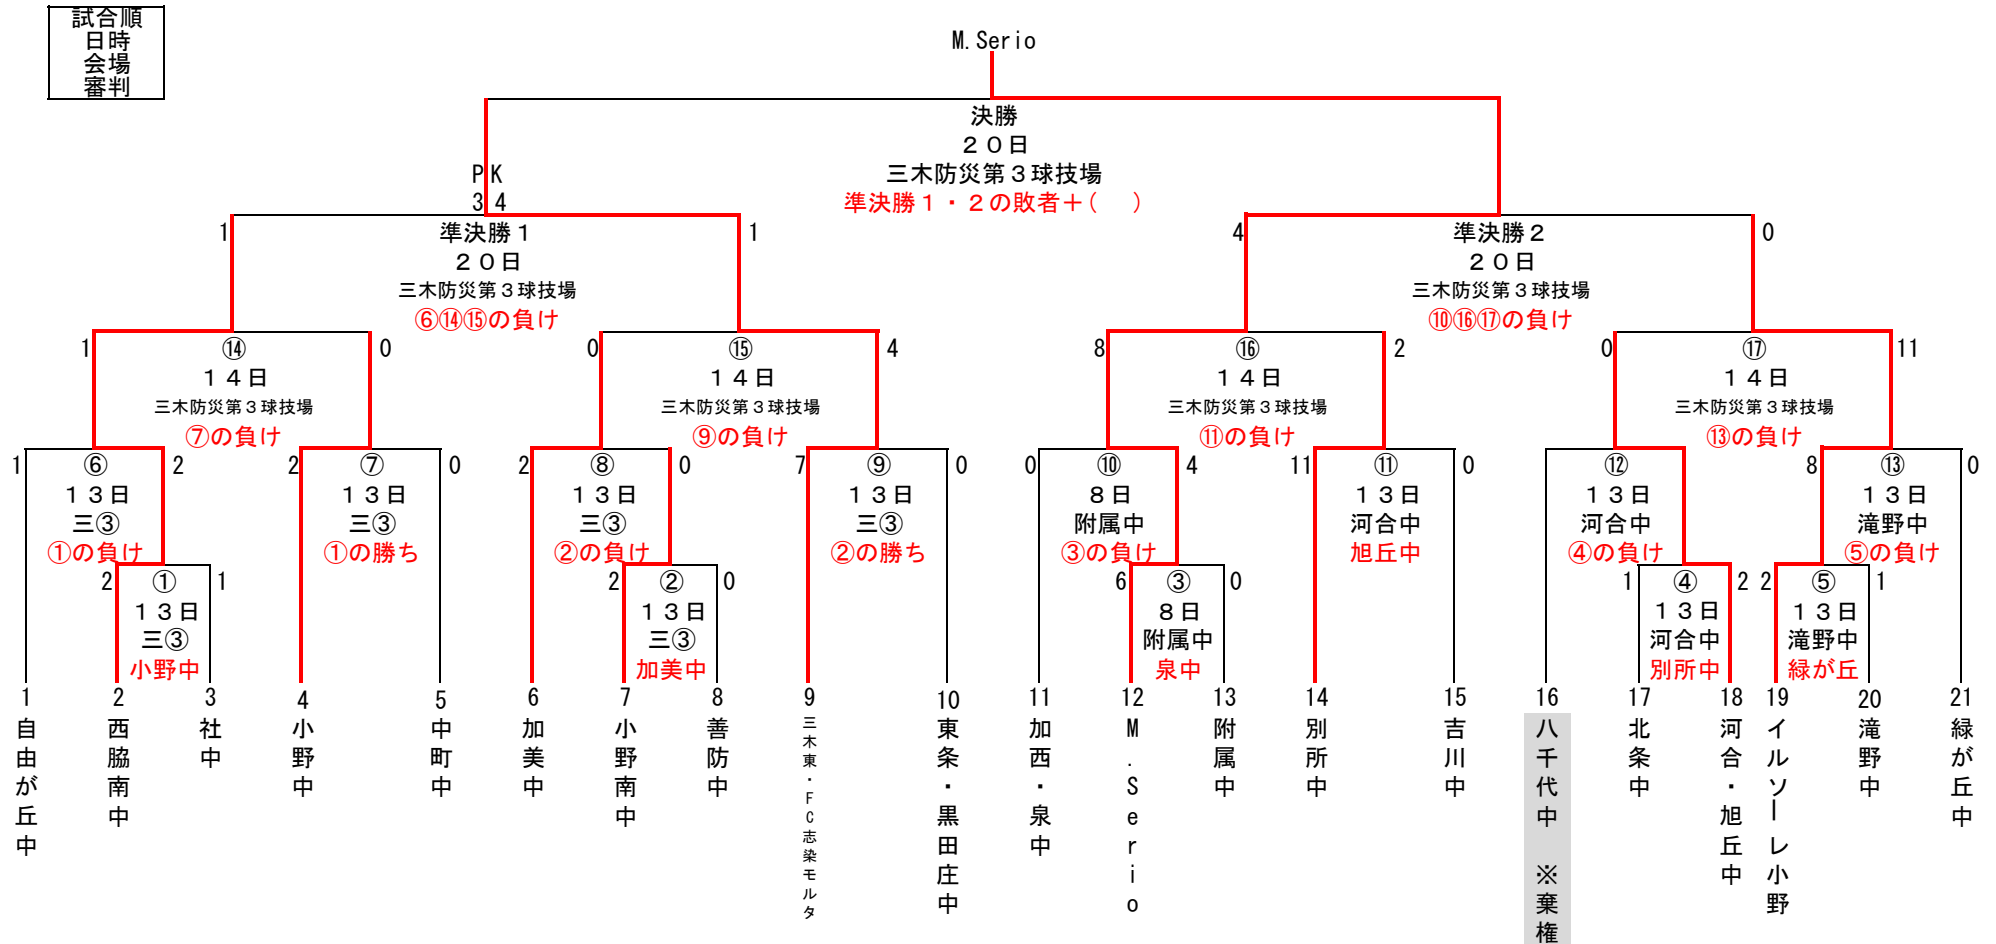 試合順
日時
会場
審判
M.Serio
決勝
２０日
三木防災第３球技場
準決勝１・２の敗者＋(　)
PK
3 4
1 準決勝１ 1
２０日
三木防災第３球技場
⑥⑭⑮の負け
4 準決勝２ 0
２０日
三木防災第３球技場
⑩⑯⑰の負け
1 ⑭ 0
１４日
三木防災第３球技場
⑦の負け
0 ⑮ 4
１４日
三木防災第３球技場
⑨の負け
8 ⑯ 2
１４日
三木防災第３球技場
⑪の負け
0 ⑰ 11
１４日
三木防災第３球技場
⑬の負け
1 ⑥ 2
１３日
三③
①の負け
2 ⑦ 0
１３日
三③
①の勝ち
2 ⑧ 0
１３日
三③
②の負け
7 ⑨ 0
１３日
三③
②の勝ち
0 ⑩ 4
８日
附属中
③の負け
11 ⑪ 0
１３日
河合中
旭丘中
⑫
１３日
河合中
④の負け
8 ⑬ 0
１３日
滝野中
⑤の負け
2 ① 1
１３日
三③
小野中
2 ② 0
１３日
三③
加美中
6 ③ 0
８日
附属中
泉中
1 ④ 2
１３日
河合中
別所中
2 ⑤ 1
１３日
滝野中
緑が丘
1 自由が丘中
2 西脇南中
3 社中
4 小野中
5 中町中
6 加美中
7 小野南中
8 善防中
9 三木東・FC志染モルタ
10 東条・黒田庄中
11 加西・泉中
12 M.Serio
13 附属中
14 別所中
15 吉川中
16 八千代中　※棄権
17 北条中
18 河合・旭丘中
19 イルソーレ小野
20 滝野中
21 緑が丘中